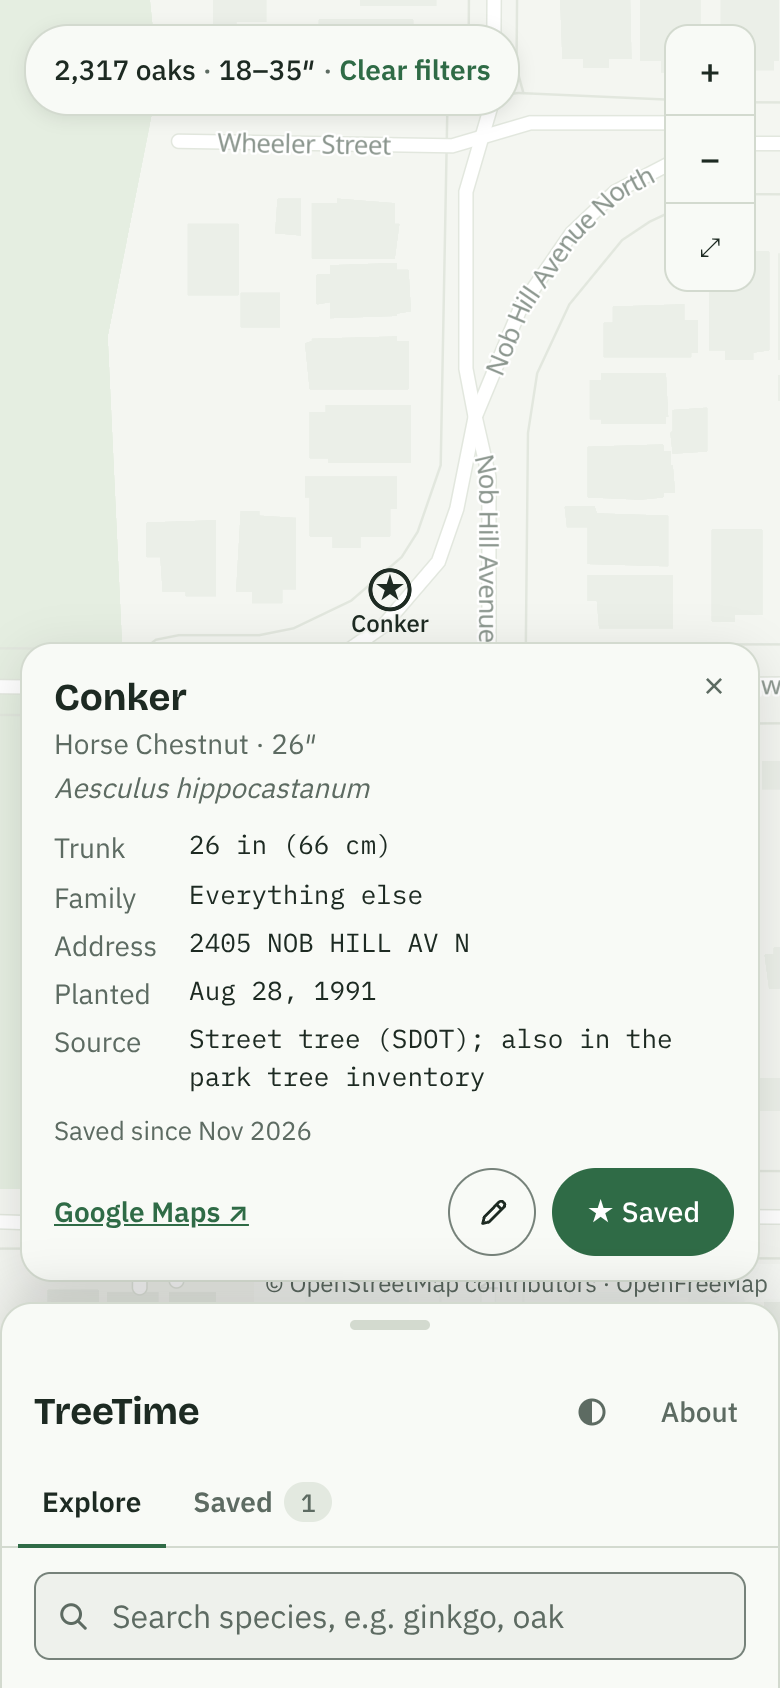 2,317 oaks · 18–35″ · Clear filters
+
−
⤢
Wheeler Street
Nob Hill Avenue North
Nob Hill Avenue
Conker
Conker
×
Horse Chestnut · 26″
Aesculus hippocastanum
Trunk 26 in (66 cm)
Family Everything else
Address 2405 NOB HILL AV N
Planted Aug 28, 1991
Source Street tree (SDOT); also in the
park tree inventory
Saved since Nov 2026
Google Maps ↗
★ Saved
© OpenStreetMap contributors · OpenFreeMap
TreeTime
About
Explore
Saved 1
Search species, e.g. ginkgo, oak